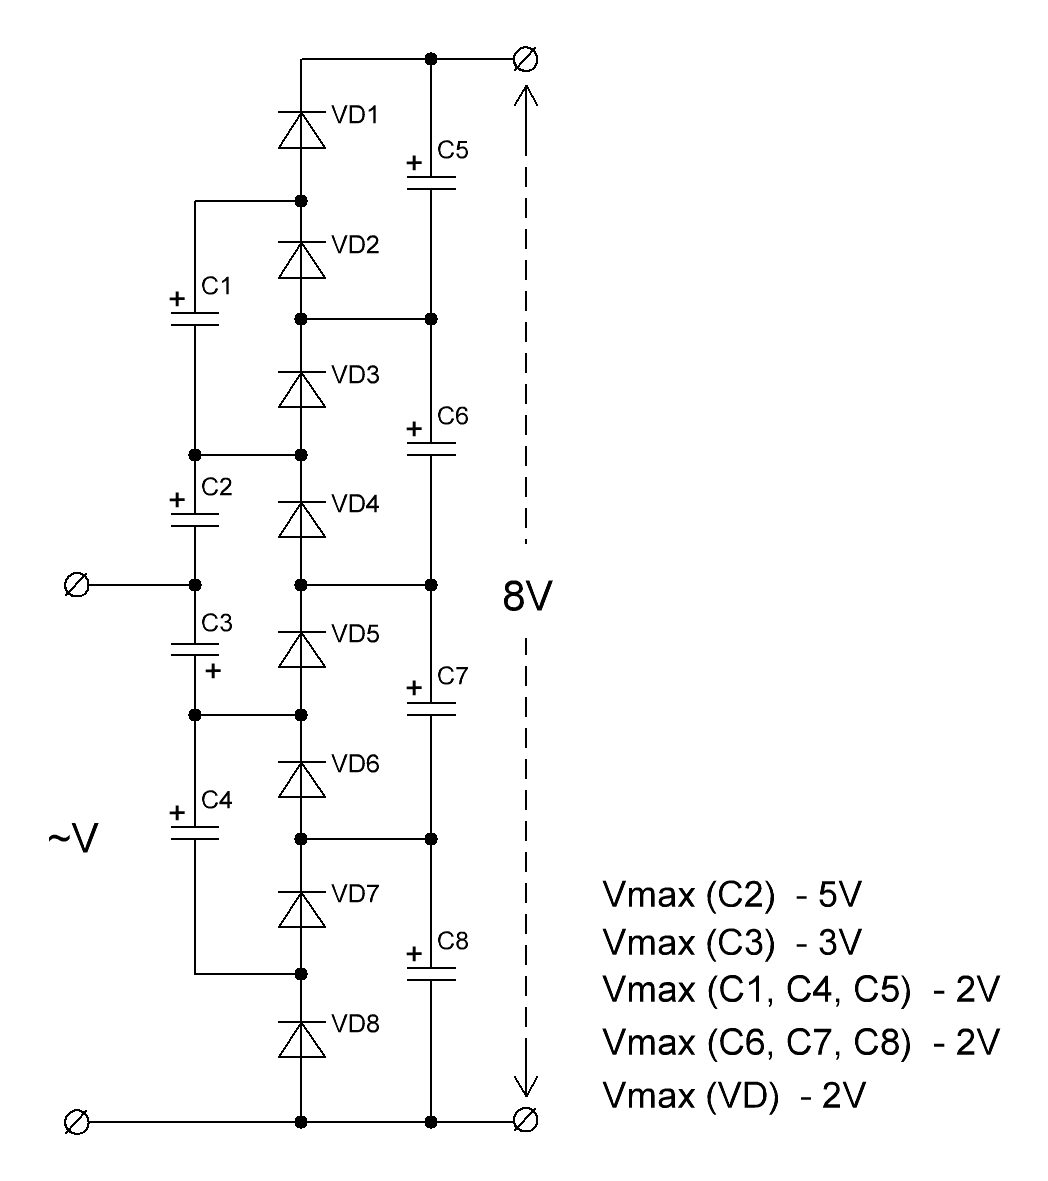 VD1
+ C5
VD2
+ C1
VD3
+ C6
+ C2
VD4
8V
C3
+
VD5
+ C7
VD6
+ C4
~V
VD7
+ C8
VD8
Vmax (C2) - 5V
Vmax (C3) - 3V
Vmax (C1, C4, C5) - 2V
Vmax (C6, C7, C8) - 2V
Vmax (VD) - 2V